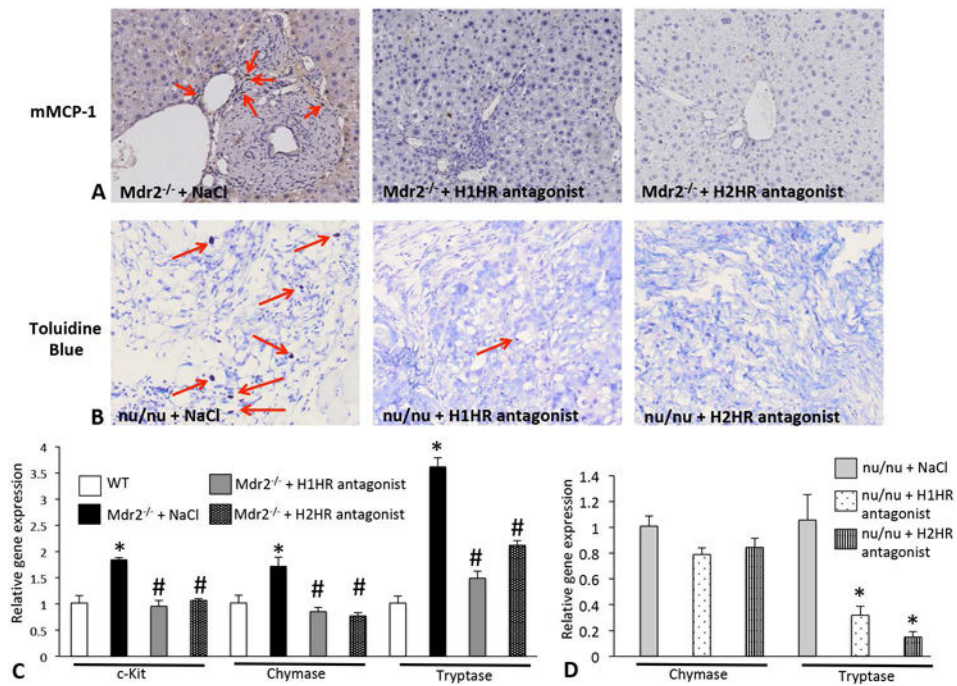 mMCP-1
A
Mdr2-/- + NaCl
Mdr2-/- + H1HR antagonist
Mdr2-/- + H2HR antagonist
Toluidine
Blue
B
nu/nu + NaCl
nu/nu + H1HR antagonist
nu/nu + H2HR antagonist
Relative gene expression
4
3.5
3
2.5
2
1.5
1
0.5
0
WT
Mdr2-/- + H1HR antagonist
Mdr2-/- + NaCl
Mdr2-/- + H2HR antagonist
*
#
#
*
#
#
*
#
#
C
c-Kit
Chymase
Tryptase
Relative gene expression
1.4
1.2
1
0.8
0.6
0.4
0.2
0
nu/nu + NaCl
nu/nu + H1HR
antagonist
nu/nu + H2HR
antagonist
*
*
D
Chymase
Tryptase